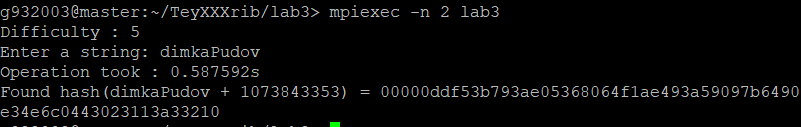 g932003@master:~/TeyXXXrib/lab3> mpiexec -n 2 lab3
Difficulty : 5
Enter a string: dimkaPudov
Operation took : 0.587592s
Found hash(dimkaPudov + 1073843353) = 00000ddf53b793ae05368064f1ae493a59097b6490
e34e6c0443023113a33210